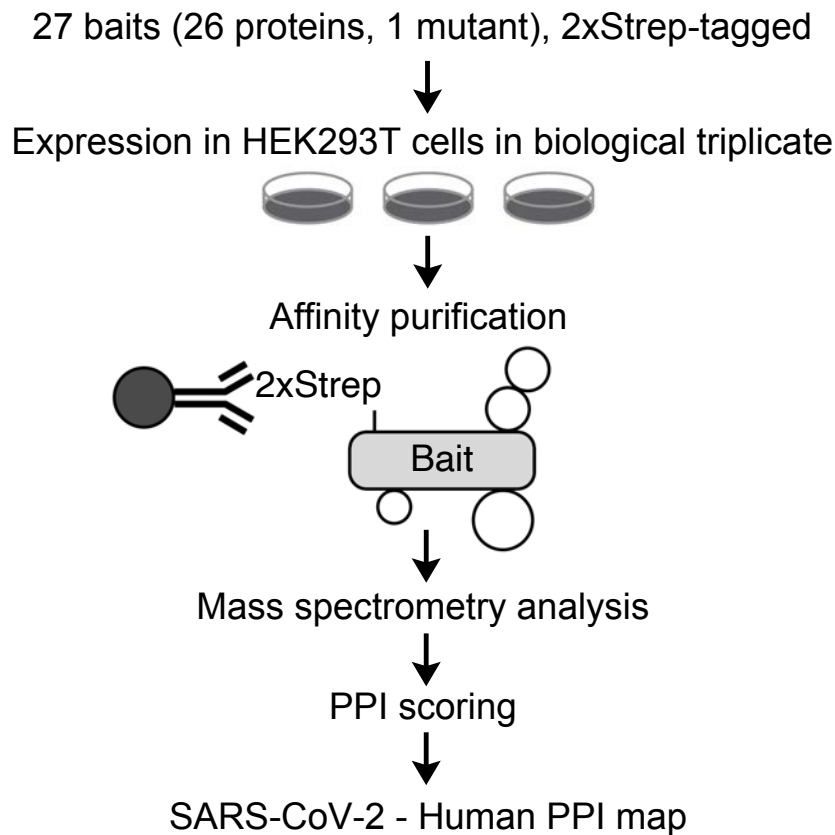 27 baits (26 proteins, 1 mutant), 2xStrep-tagged
Expression in HEK293T cells in biological triplicate
Affinity purification
2xStrep
Bait
Mass spectrometry analysis
PPI scoring
SARS-CoV-2 - Human PPI map